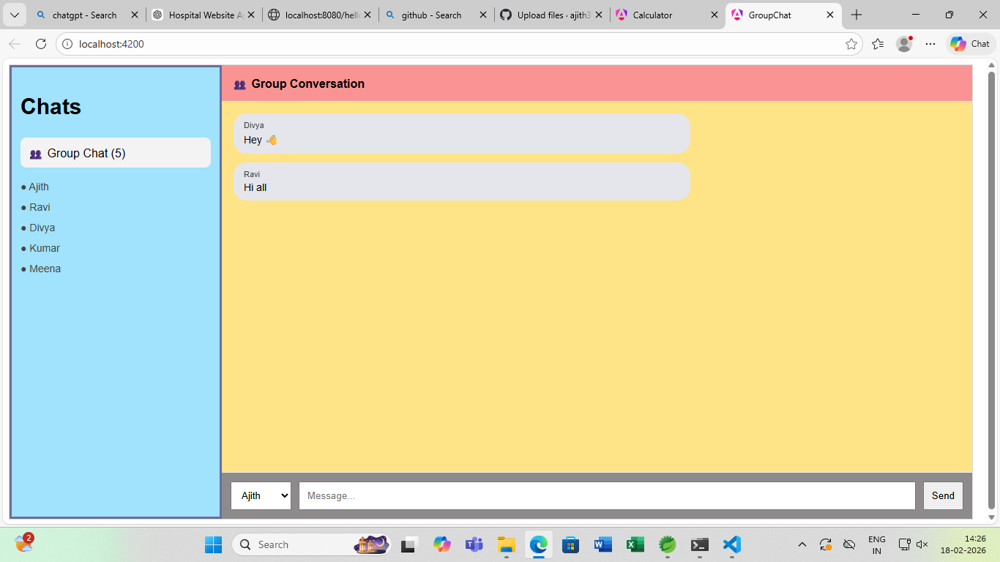 chatgpt - Search
Hospital Website A
localhost:8080/hell
github - Search
Upload files · ajith3
Calculator
GroupChat
localhost:4200
Chat
Chats
Group Chat (5)
● Ajith
● Ravi
● Divya
● Kumar
● Meena
Group Conversation
Divya
Hey
Ravi
Hi all
Ajith
Message...
Send
2
Search
ENG
IN
14:26
18-02-2026